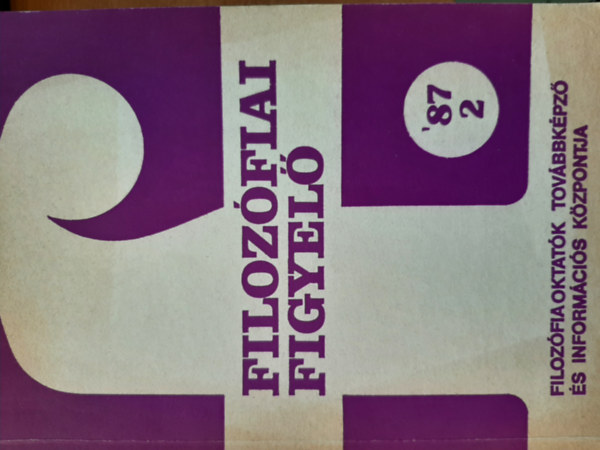 '87
2
FILOZÓFIAI
FIGYELŐ
FILOZÓFIAOKTATÓK TOVÁBBKÉPZŐ
ÉS INFORMÁCIÓS KÖZPONTJA